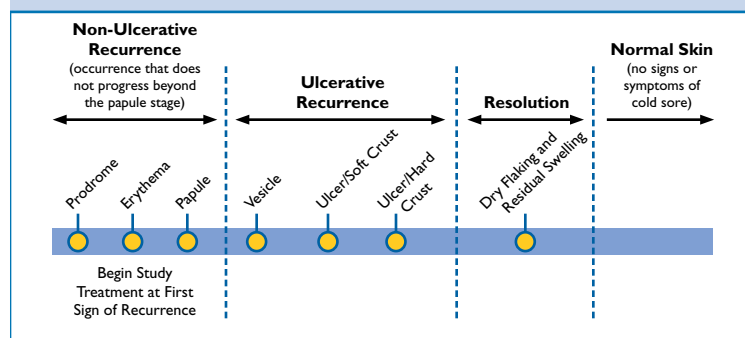 Non-Ulcerative
Recurrence
(occurrence that does
not progress beyond
the papule stage)
Ulcerative
Recurrence
Resolution
Normal Skin
(no signs or
symptoms of
cold sore)
Prodrome
Erythema
Papule
Vesicle
Ulcer/Soft Crust
Ulcer/Hard
Crust
Dry Flaking and
Residual Swelling
Begin Study
Treatment at First
Sign of Recurrence